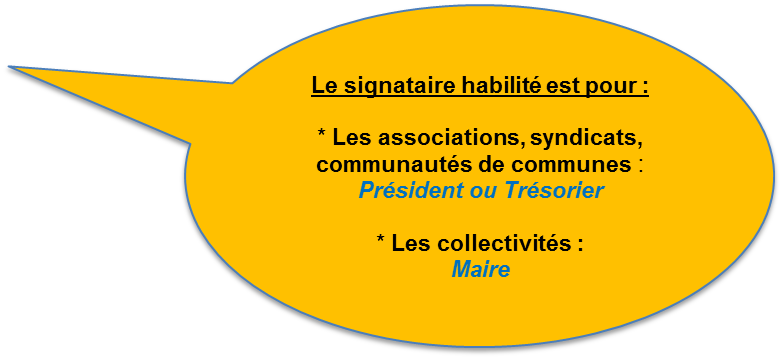 Le signataire habilité est pour :
* Les associations, syndicats,
communautés de communes :
Président ou Trésorier
* Les collectivités :
Maire